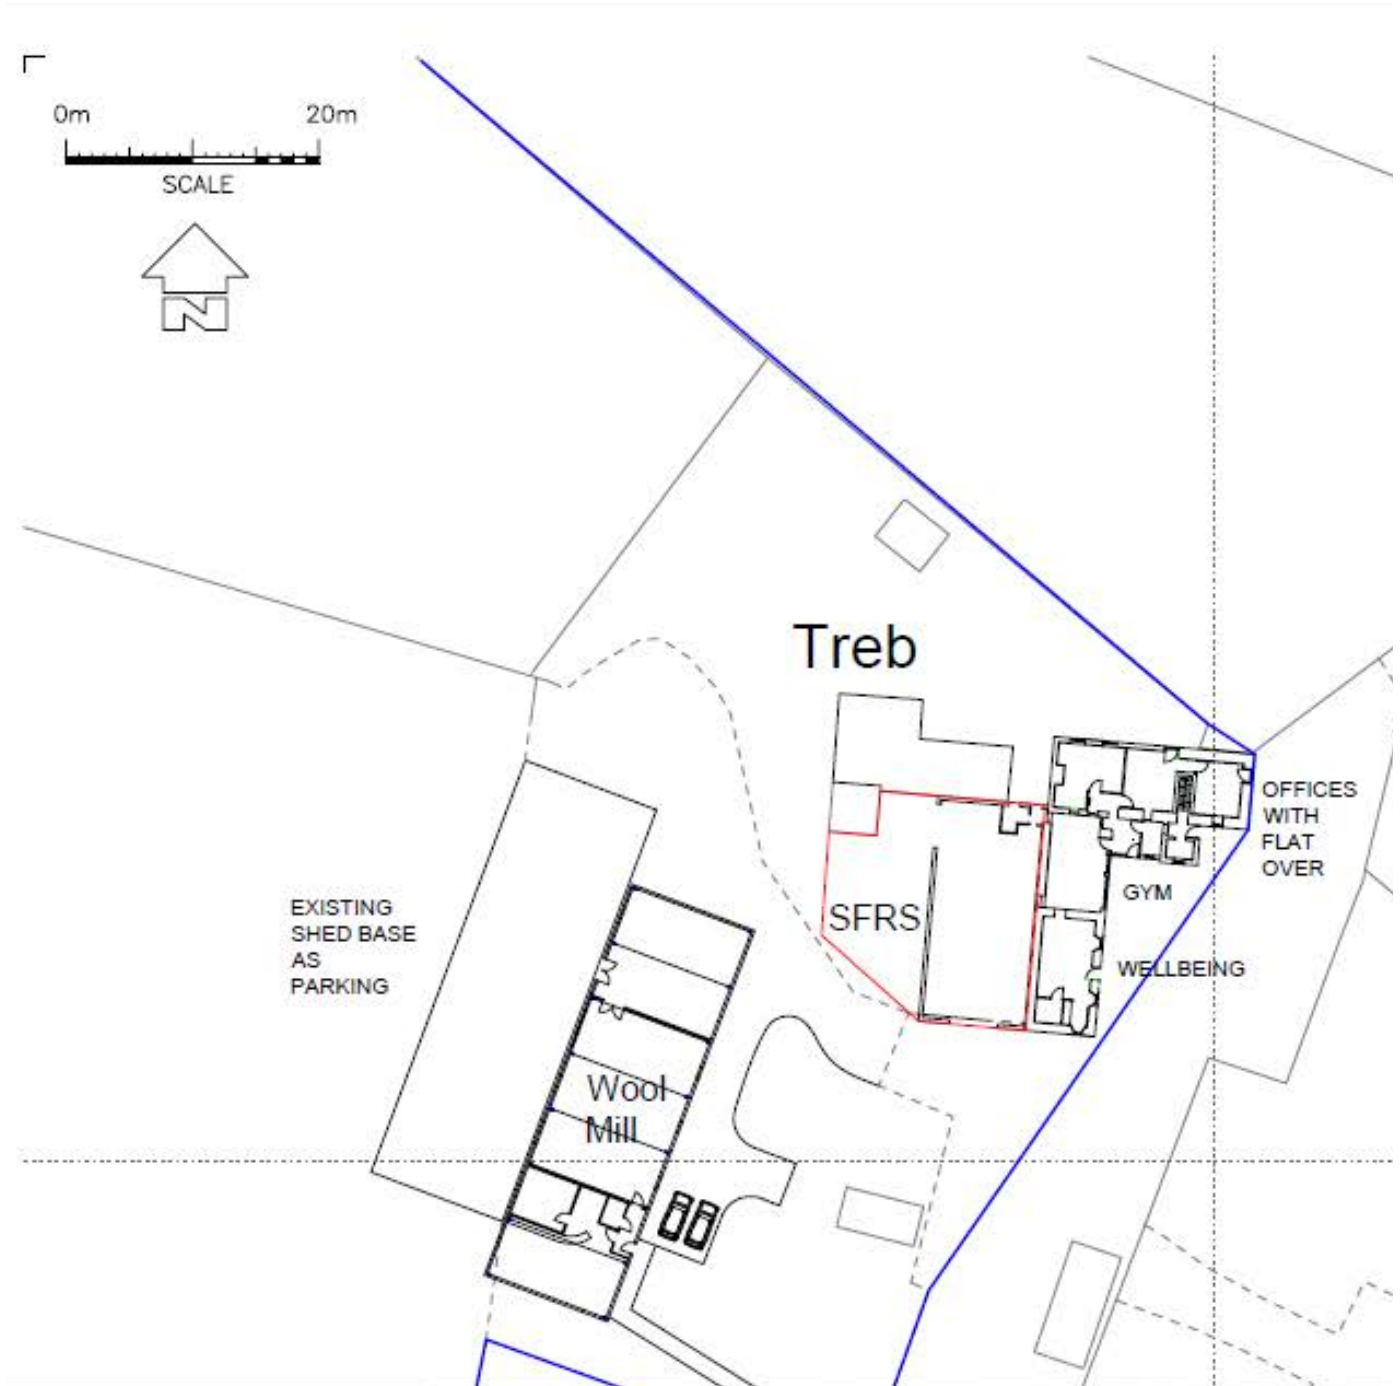 0m 20m
SCALE
N
Treb
OFFICES
WITH
FLAT
OVER
GYM
SFRS
WELLBEING
EXISTING
SHED BASE
AS
PARKING
Wool
Mill